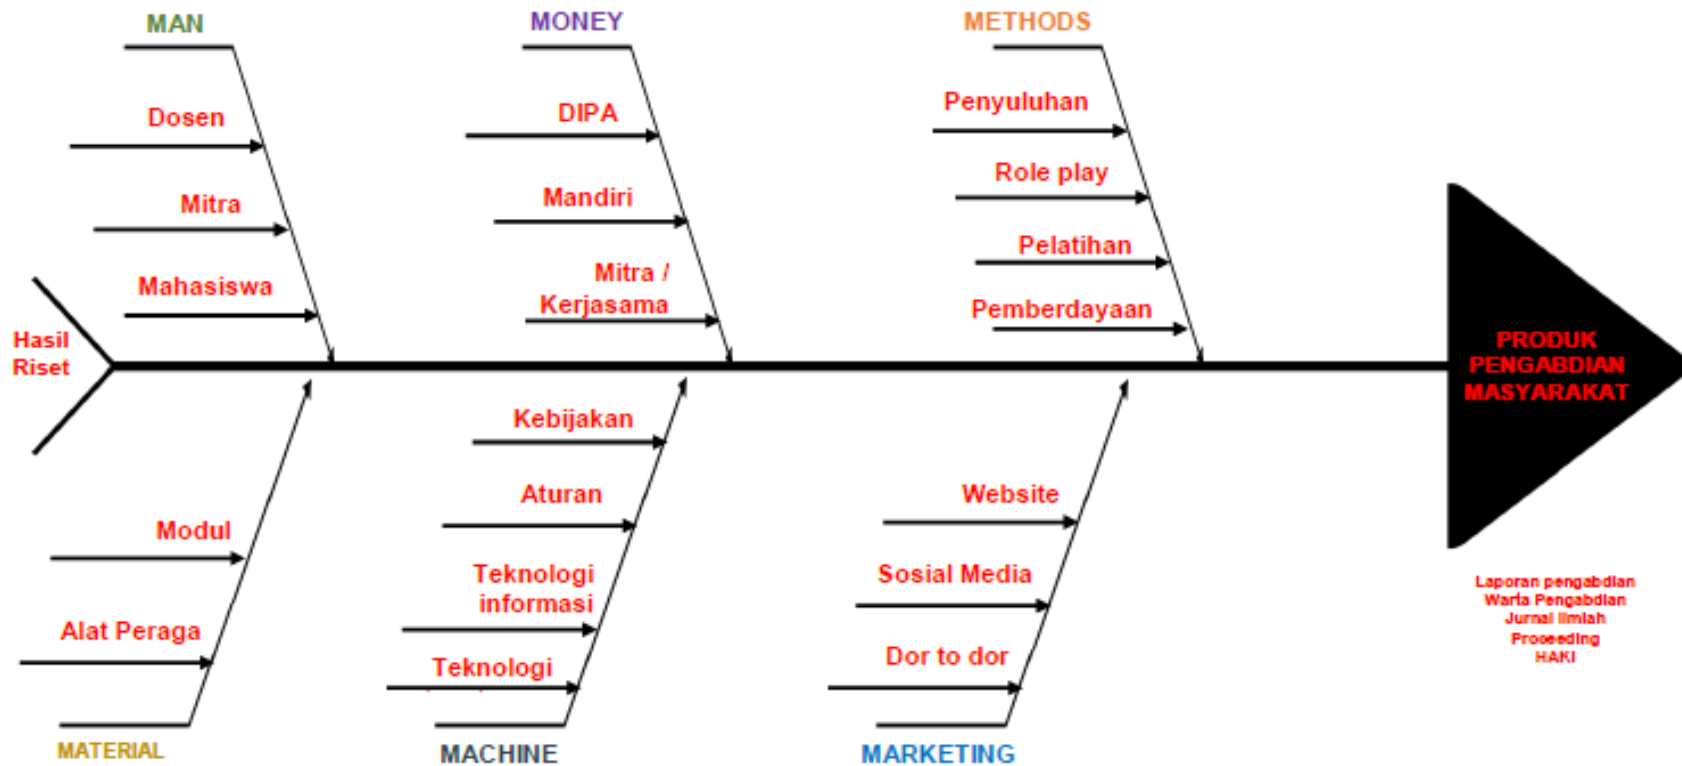 MAN
MONEY
METHODS
Dosen
Mitra
Mahasiswa
DIPA
Mandiri
Mitra /
Kerjasama
Penyuluhan
Role play
Pelatihan
Pemberdayaan
Hasil
Riset
PRODUK
PENGABDIAN
MASYARAKAT
Modul
Alat Peraga
Kebijakan
Aturan
Teknologi
informasi
Teknologi
Website
Sosial Media
Dor to dor
Laporan pengabdian
Warta Pengabdian
Jurnal Ilmiah
Proceeding
HAKI
MATERIAL
MACHINE
MARKETING